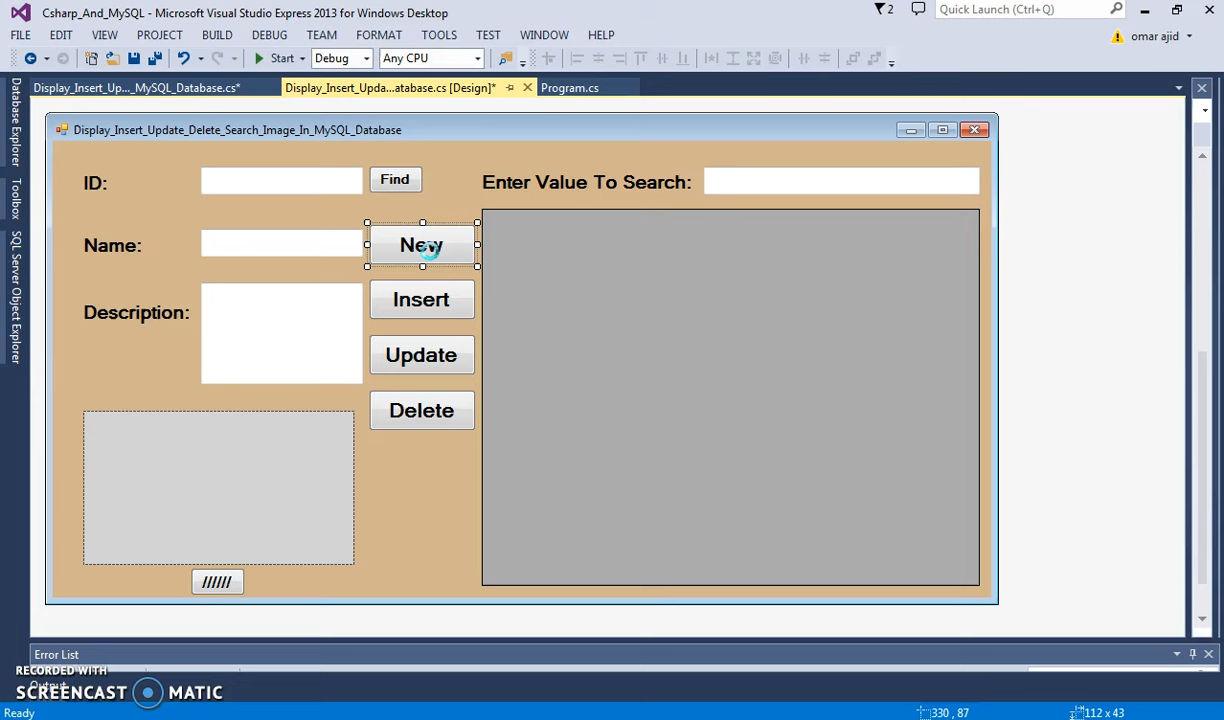 Csharp_And_MySQL - Microsoft Visual Studio Express 2013 for Windows Desktop
2
Quick Launch (Ctrl+Q)
FILE EDIT VIEW PROJECT BUILD DEBUG TEAM FORMAT TOOLS TEST WINDOW HELP
omar ajid
Start Debug Any CPU
Display_Insert_Up..._MySQL_Database.cs*
Display_Insert_Upda...atabase.cs [Design]*
Program.cs
Database Explorer
Toolbox
SQL Server Object Explorer
Display_Insert_Update_Delete_Search_Image_In_MySQL_Database
ID:
Find
Enter Value To Search:
Name:
New
Insert
Description:
Update
Delete
//////
Error List
Output
RECORDED WITH
SCREENCAST MATIC
Ready
330 , 87
112 x 43